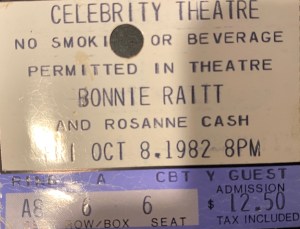 CELEBRITY THEATRE
NO SMOKI OR BEVERAGE
PERMITTED IN THEATRE
BONNIE RAITT
AND ROSANNE CASH
FRI OCT 8.1982 8PM
A CBT Y GUEST
ADMISSION
A8 6 $ 12.50
ROW/BOX SEAT TAX INCLUDED